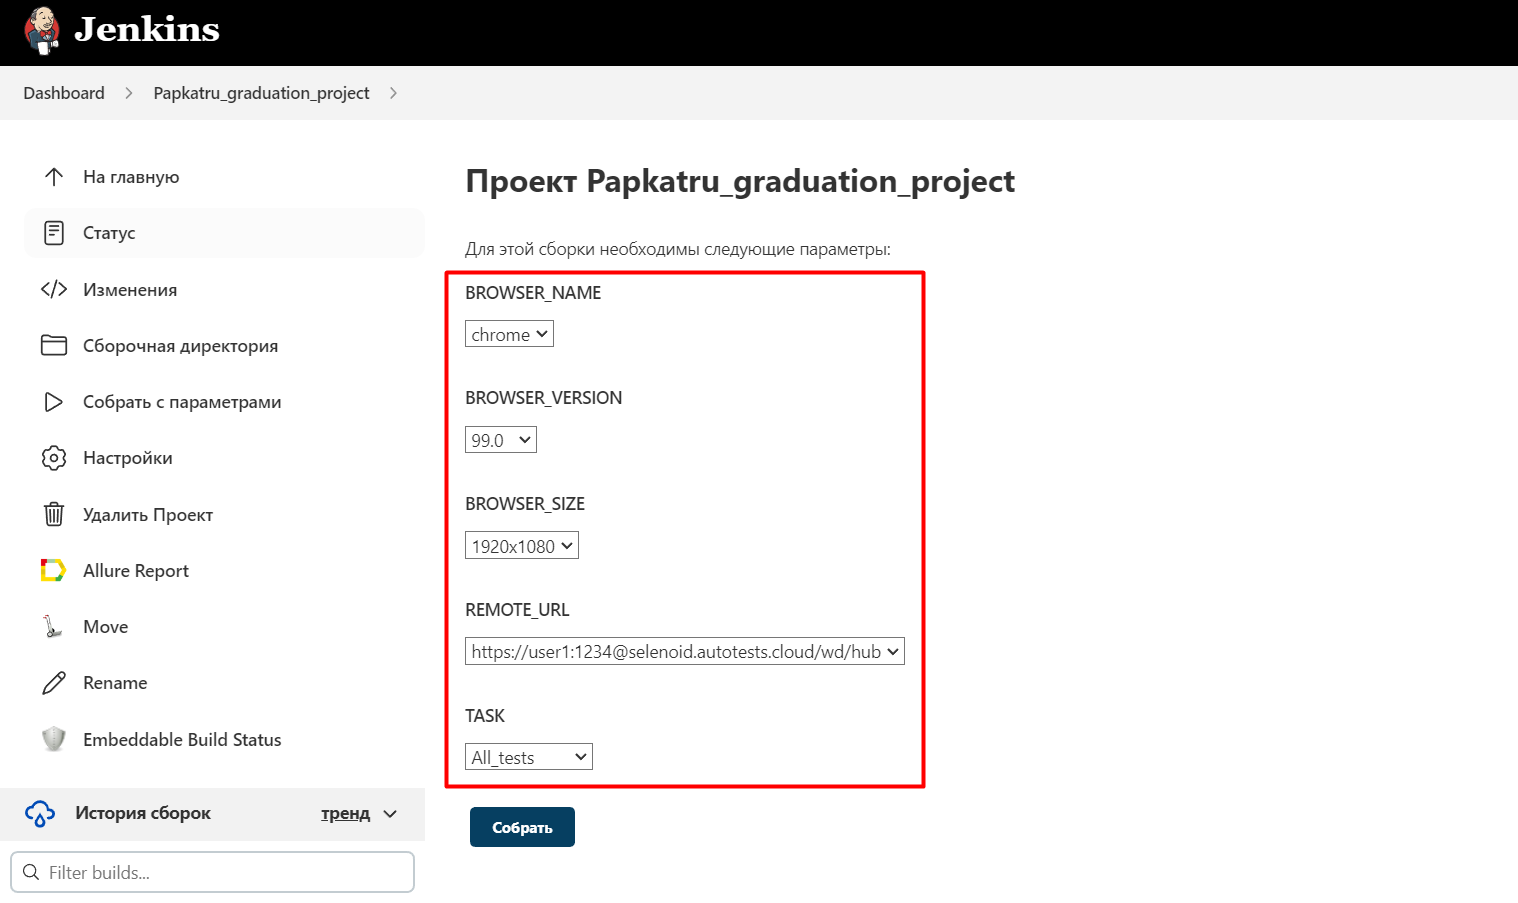 Jenkins
Dashboard
Papkatru_graduation_project
На главную
Статус
Изменения
Сборочная директория
Собрать с параметрами
Настройки
Удалить Проект
Allure Report
Move
Rename
Embeddable Build Status
История сборок
тренд
Filter builds...
Проект Papkatru_graduation_project
Для этой сборки необходимы следующие параметры:
BROWSER_NAME
chrome
BROWSER_VERSION
99.0
BROWSER_SIZE
1920x1080
REMOTE_URL
https://user1:1234@selenoid.autotests.cloud/wd/hub
TASK
All_tests
Собрать